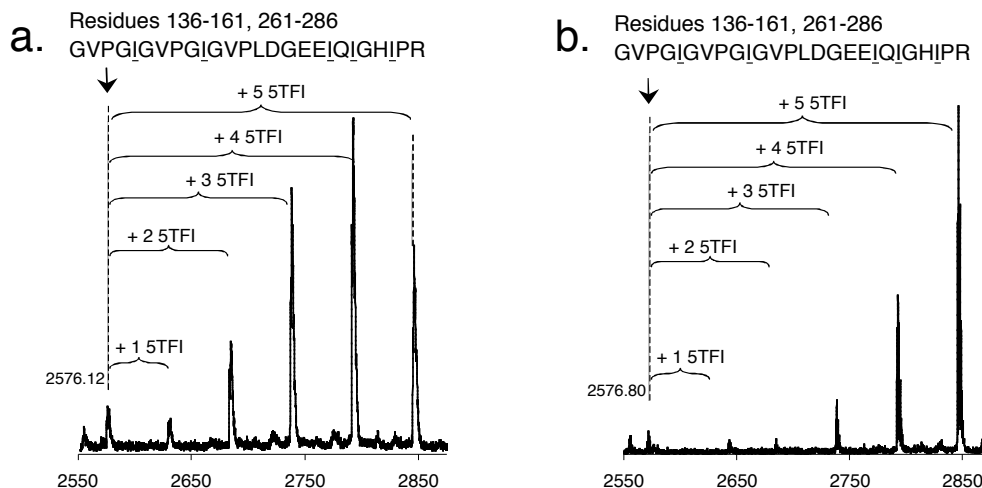 a.
Residues 136-161, 261-286
GVPGIGVPGIGVPLDGEEIQIGHIPR
+ 5 5TFI
+ 4 5TFI
+ 3 5TFI
+ 2 5TFI
+ 1 5TFI
2576.12
2550 2650 2750 2850
b.
Residues 136-161, 261-286
GVPGIGVPGIGVPLDGEEIQIGHIPR
+ 5 5TFI
+ 4 5TFI
+ 3 5TFI
+ 2 5TFI
+ 1 5TFI
2576.80
2550 2650 2750 2850